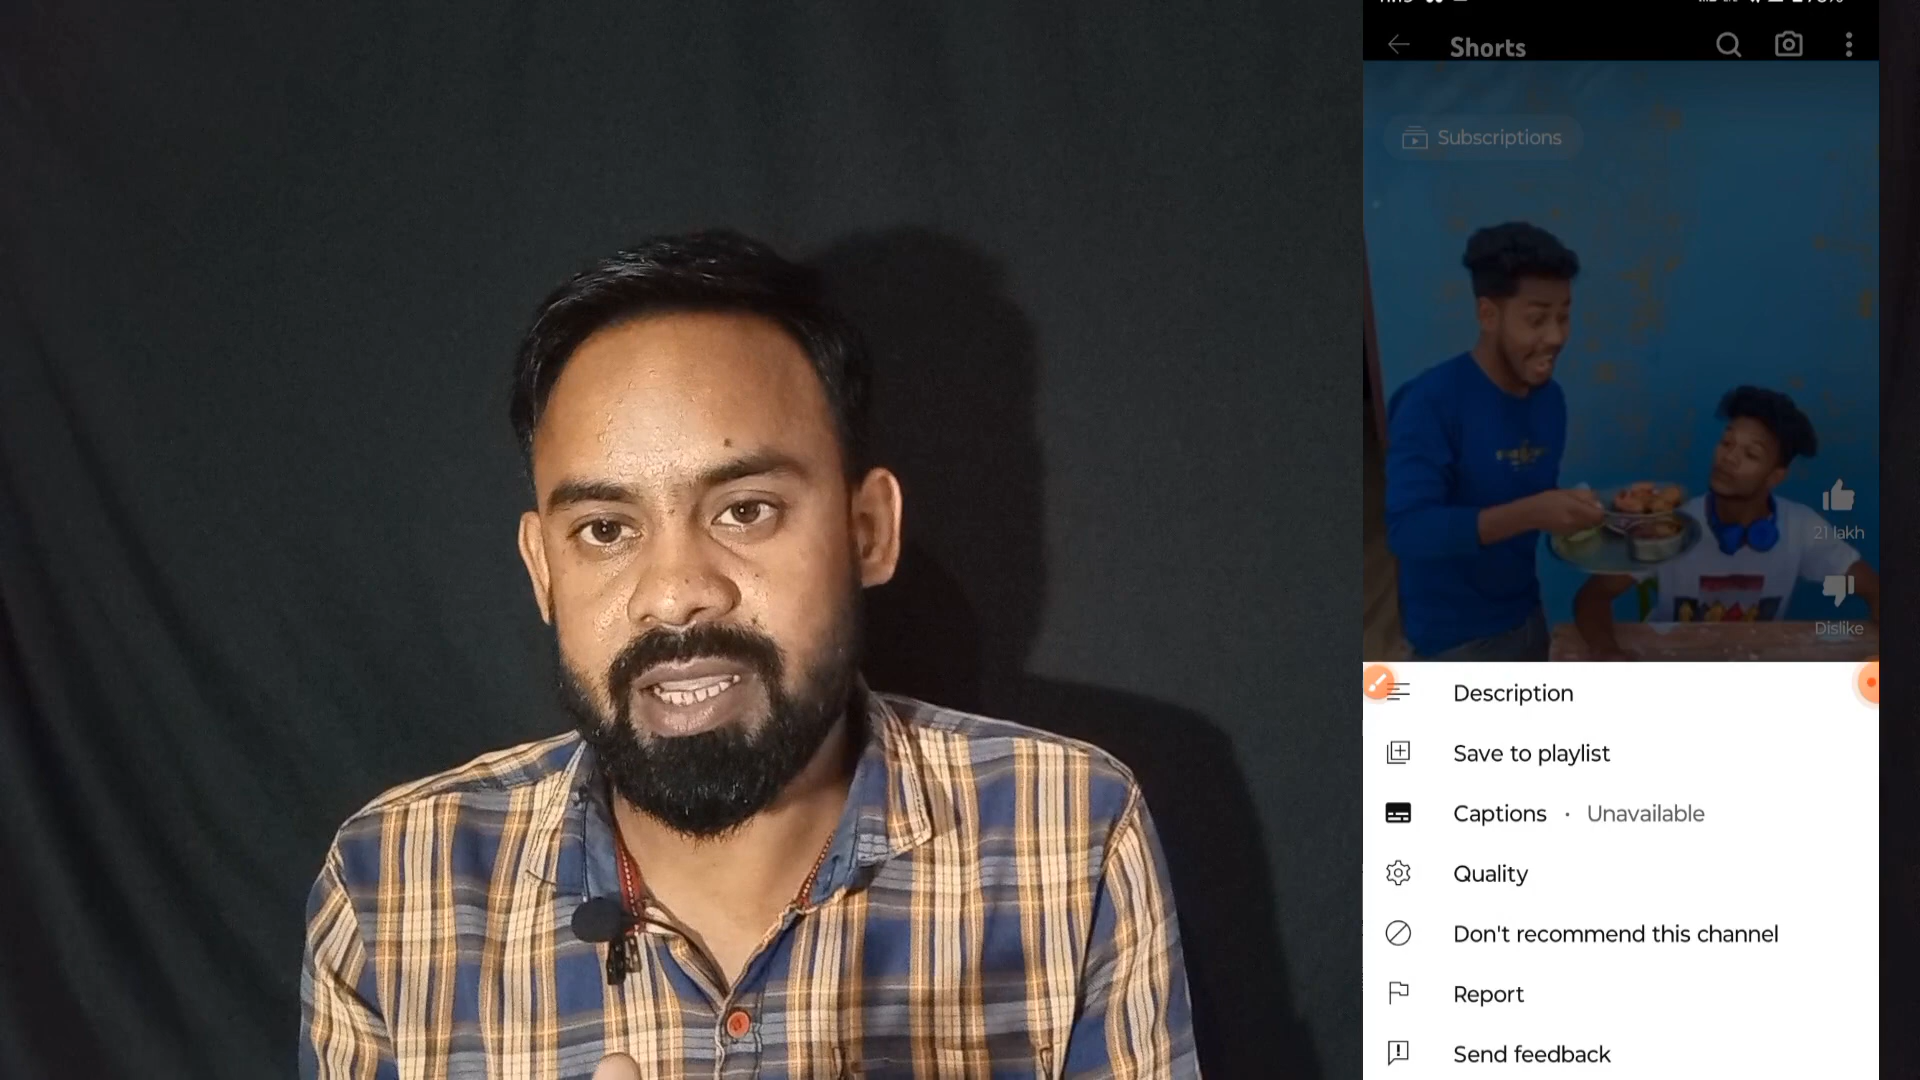 Shorts
Subscriptions
21 lakh
Dislike
Description
Save to playlist
Captions · Unavailable
Quality
Don't recommend this channel
Report
Send feedback